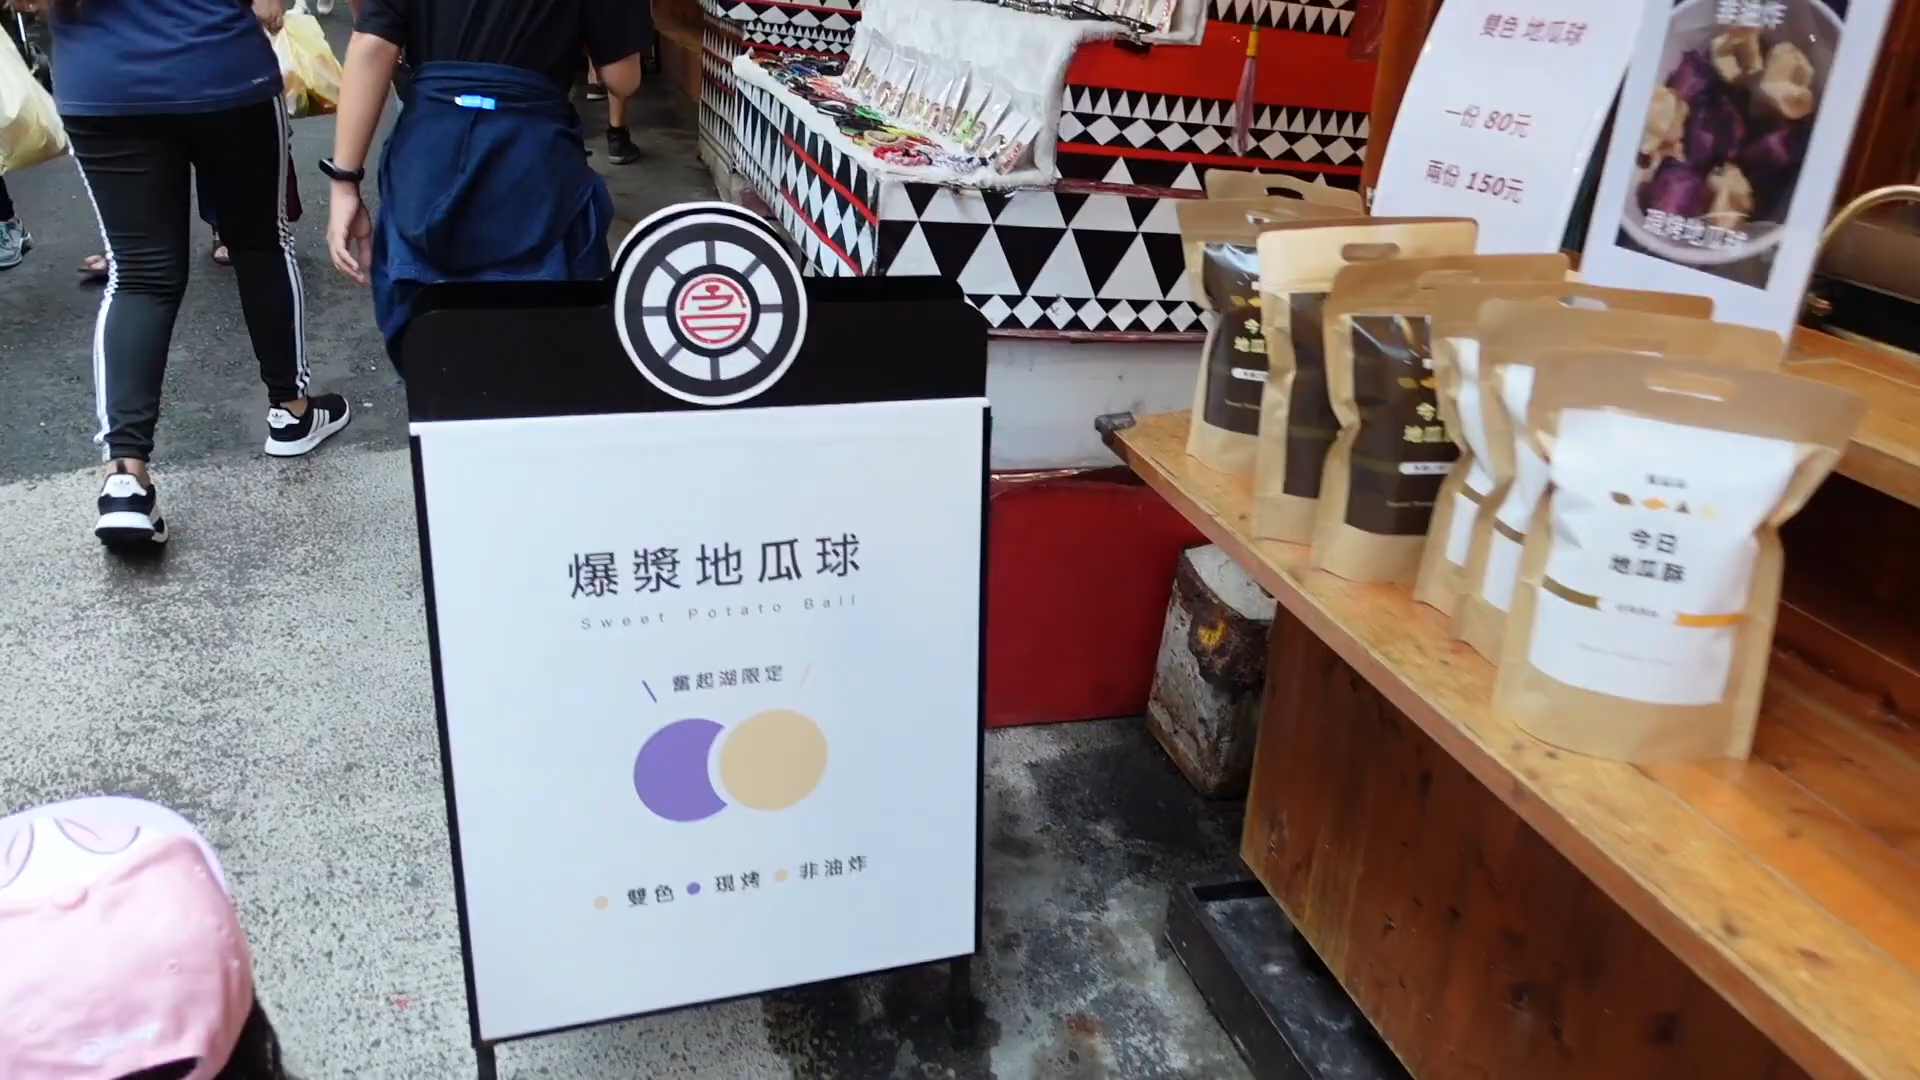 爆漿地瓜球
Sweet Potato Ball
奮起湖限定
雙色 現烤 非油炸
雙色 地瓜球
一份 80元
兩份 150元
非油炸
現烤地瓜球
今日
地瓜酥